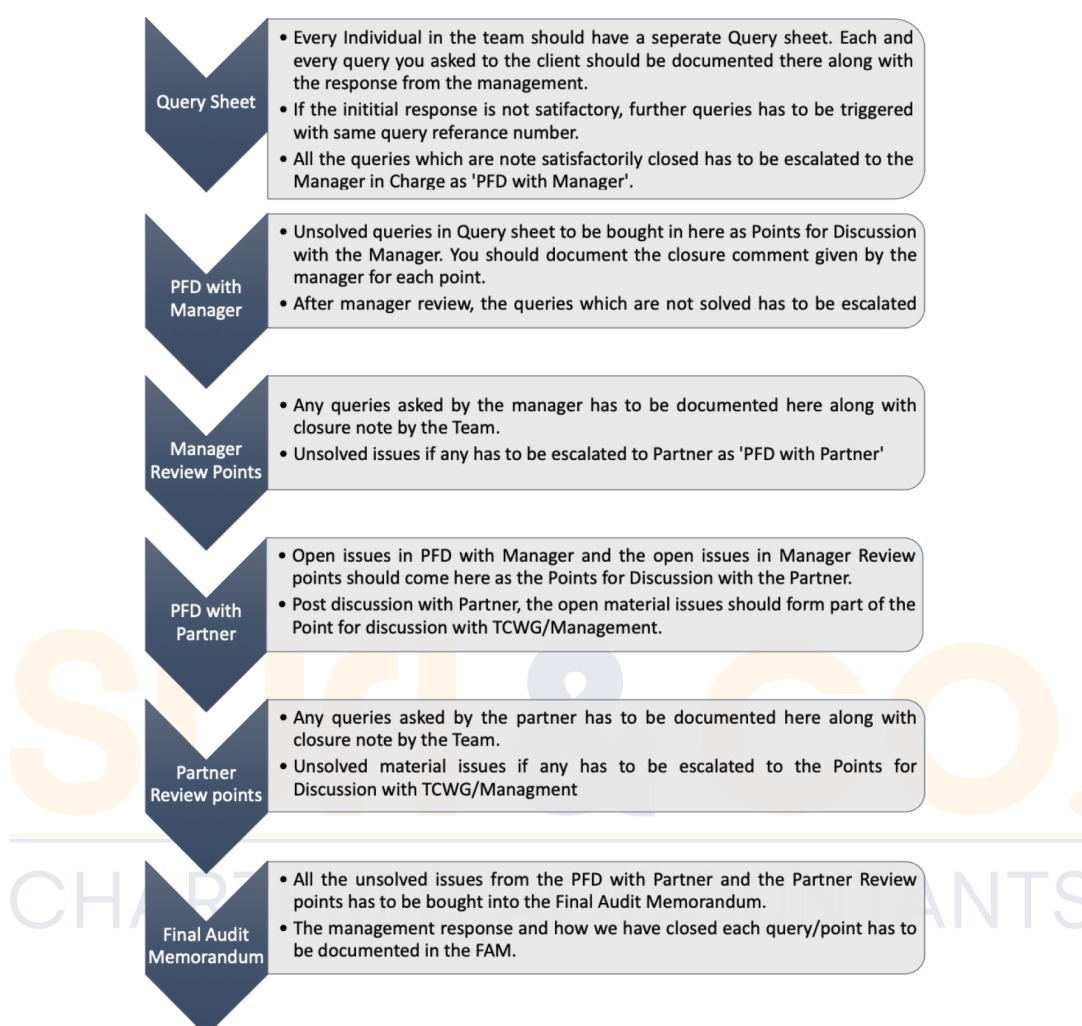 Query Sheet
• Every Individual in the team should have a seperate Query sheet. Each and
every query you asked to the client should be documented there along with
the response from the management.
• If the inititial response is not satifactory, further queries has to be triggered
with same query referance number.
• All the queries which are note satisfactorily closed has to be escalated to the
Manager in Charge as 'PFD with Manager'.
PFD with
Manager
• Unsolved queries in Query sheet to be bought in here as Points for Discussion
with the Manager. You should document the closure comment given by the
manager for each point.
• After manager review, the queries which are not solved has to be escalated
Manager
Review Points
• Any queries asked by the manager has to be documented here along with
closure note by the Team.
• Unsolved issues if any has to be escalated to Partner as 'PFD with Partner'
PFD with
Partner
• Open issues in PFD with Manager and the open issues in Manager Review
points should come here as the Points for Discussion with the Partner.
• Post discussion with Partner, the open material issues should form part of the
Point for discussion with TCWG/Management.
Partner
Review points
• Any queries asked by the partner has to be documented here along with
closure note by the Team.
• Unsolved material issues if any has to be escalated to the Points for
Discussion with TCWG/Managment
Final Audit
Memorandum
• All the unsolved issues from the PFD with Partner and the Partner Review
points has to be bought into the Final Audit Memorandum.
• The management response and how we have closed each query/point has to
be documented in the FAM.